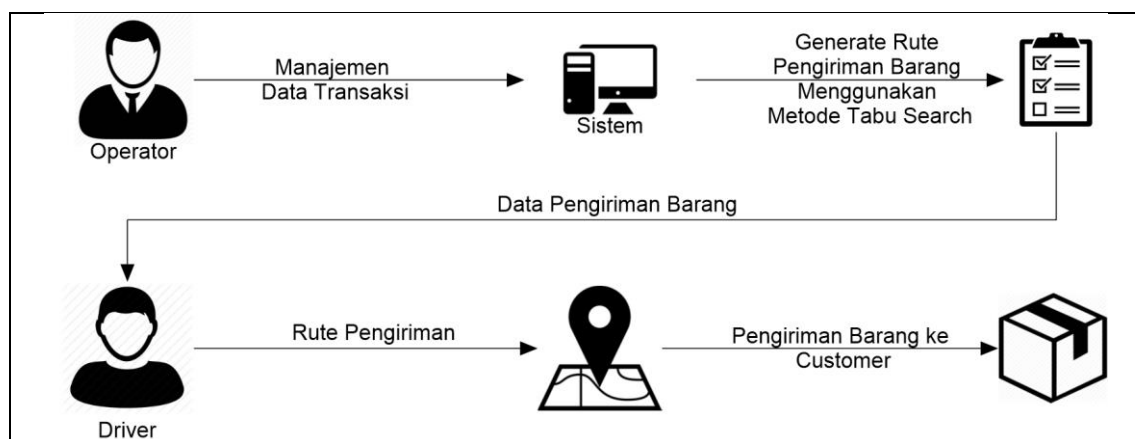 Manajemen
Data Transaksi
Generate Rute
Pengiriman Barang
Menggunakan
Metode Tabu Search
Operator
Sistem
Data Pengiriman Barang
Rute Pengiriman
Pengiriman Barang ke
Customer
Driver